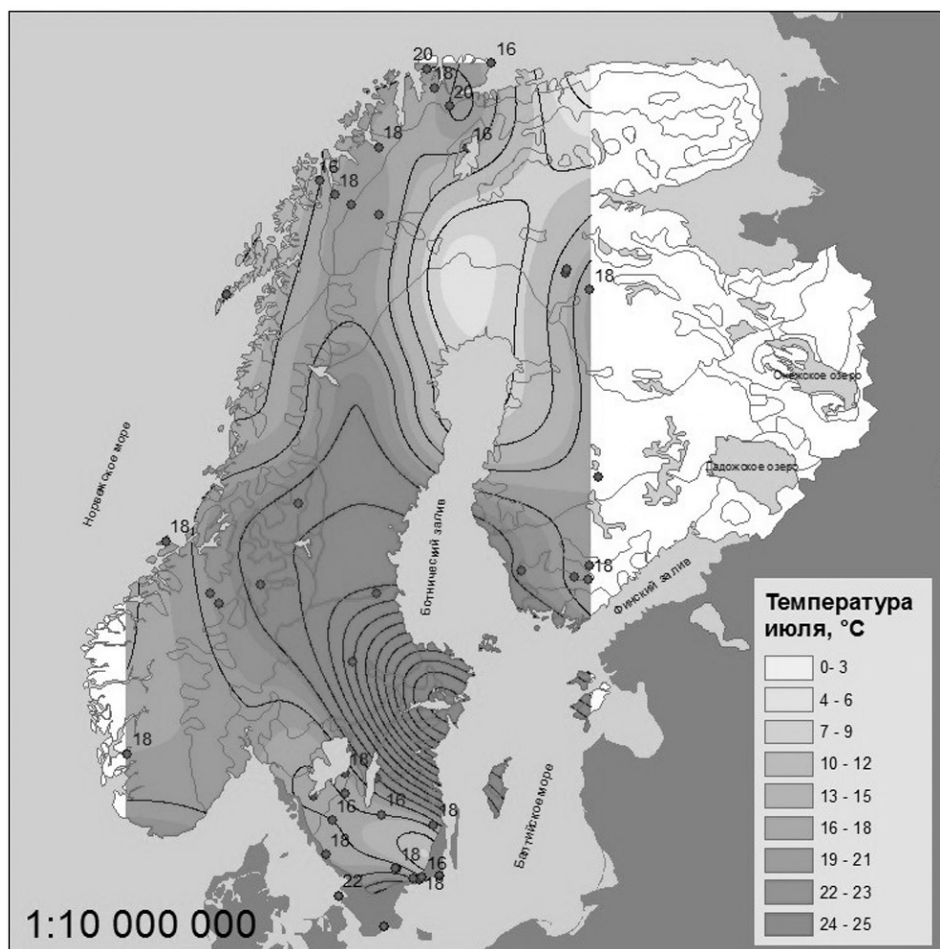 20
16
18
20
18
16
16
18
18
Онежское озеро
Ладожское озеро
Норвежское море
18
Ботнический залив
18
Финский залив
Температура
июля, °C
0- 3
4 - 6
7 - 9
10 - 12
13 - 15
16 - 18
19 - 21
22 - 23
24 - 25
18
18
16
16
18
18
Балтийское море
18
16
18
22
1:10 000 000